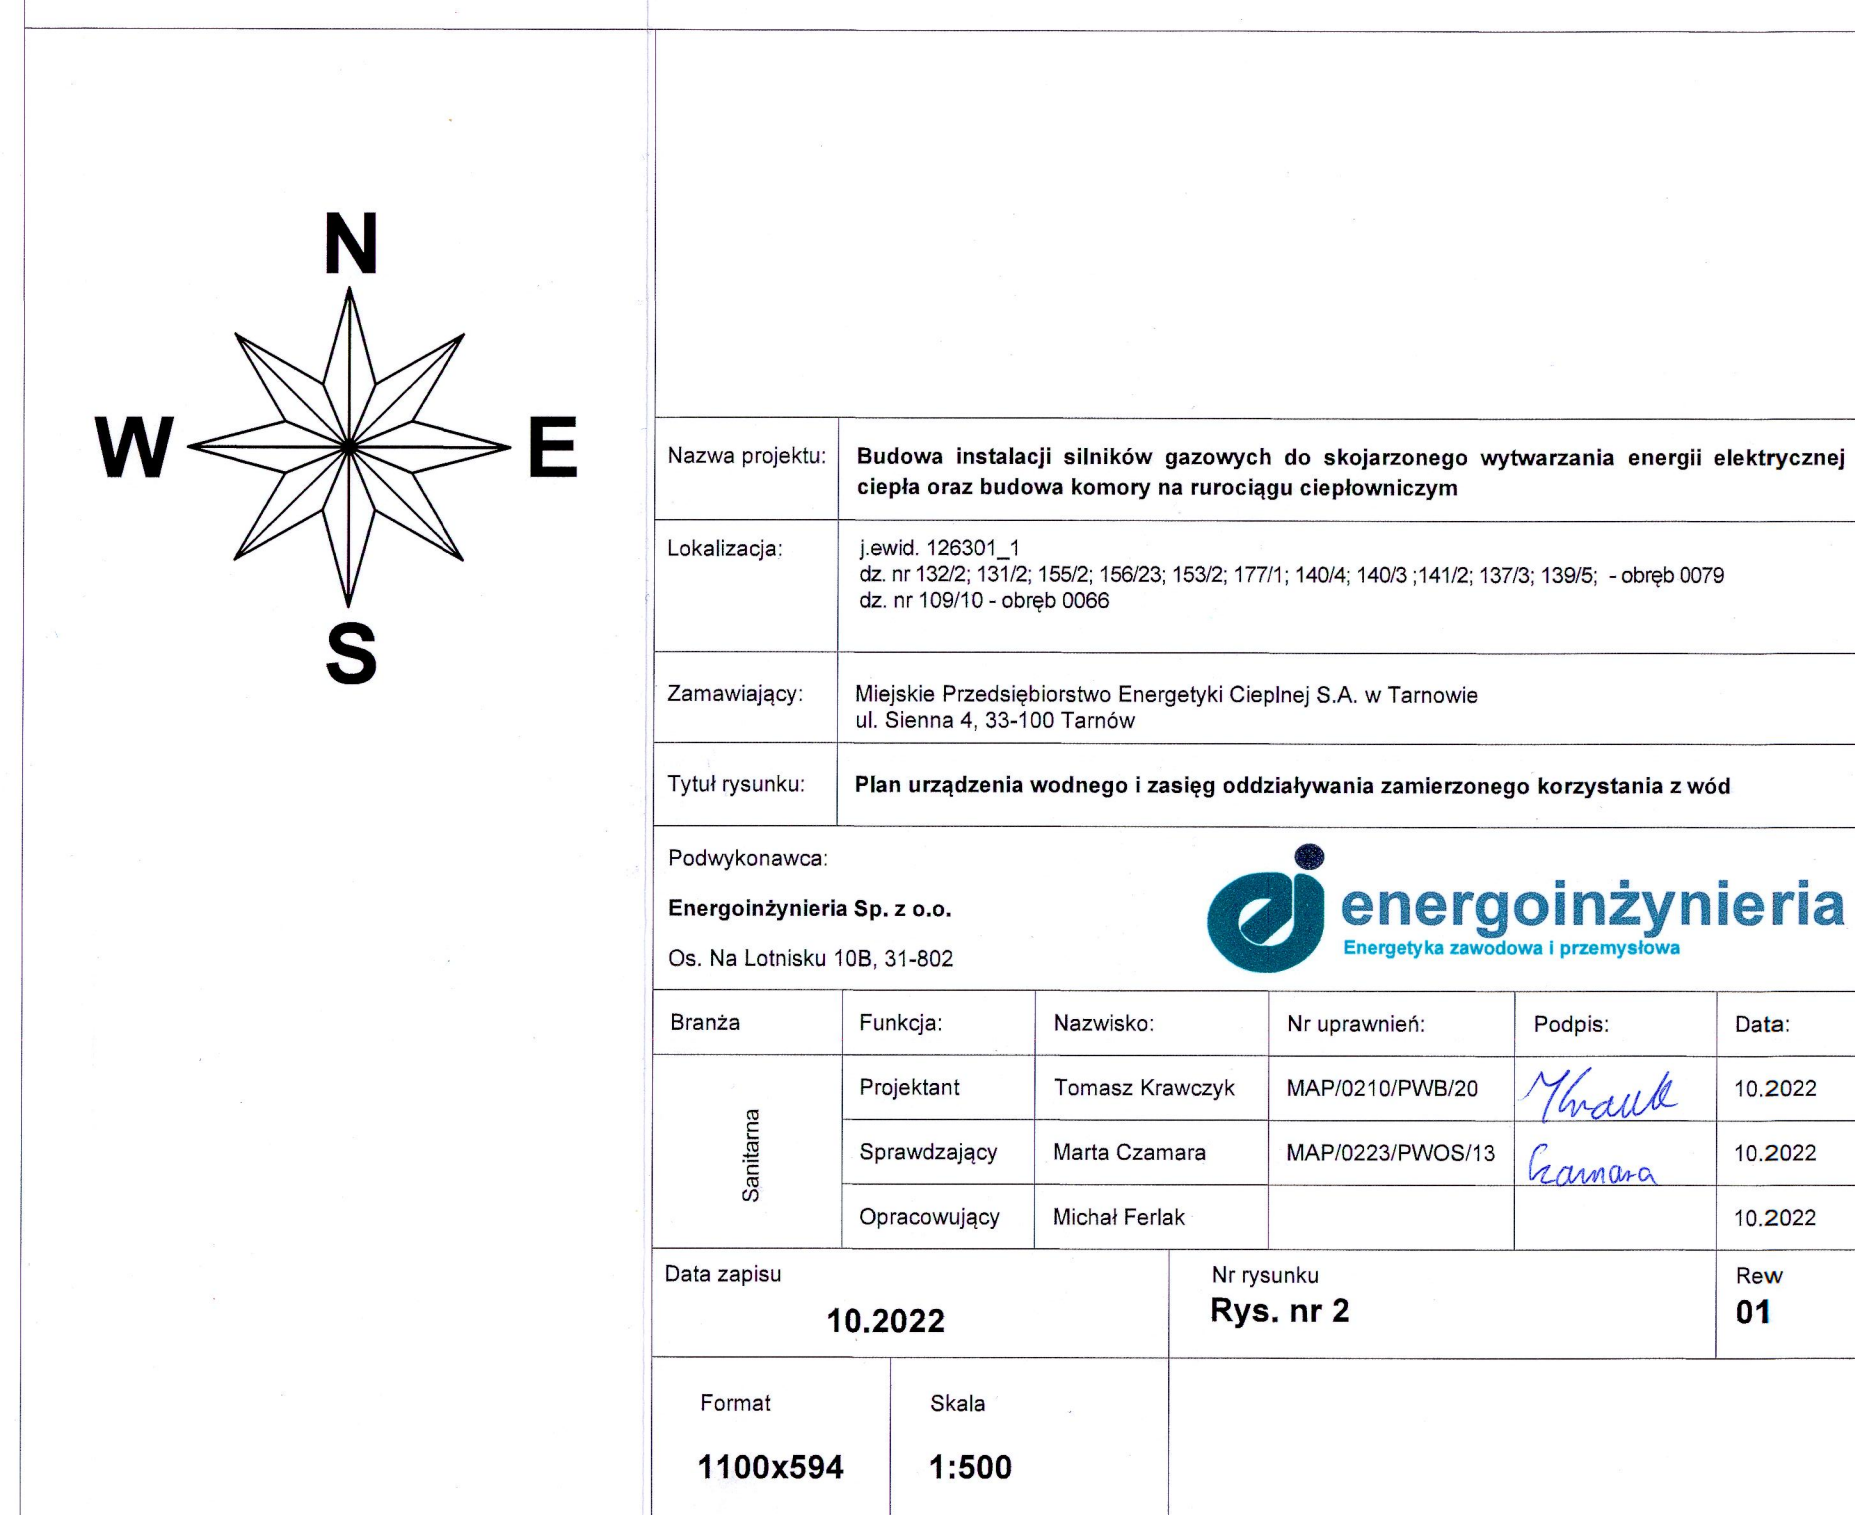 N
W E
S
Nazwa projektu:
Budowa instalacji silników gazowych do skojarzonego wytwarzania energii elektrycznej
ciepła oraz budowa komory na rurociągu ciepłowniczym
Lokalizacja:
j.ewid. 126301_1
dz. nr 132/2; 131/2; 155/2; 156/23; 153/2; 177/1; 140/4; 140/3 ;141/2; 137/3; 139/5; - obręb 0079
dz. nr 109/10 - obręb 0066
Zamawiający:
Miejskie Przedsiębiorstwo Energetyki Cieplnej S.A. w Tarnowie
ul. Sienna 4, 33-100 Tarnów
Tytuł rysunku:
Plan urządzenia wodnego i zasięg oddziaływania zamierzonego korzystania z wód
Podwykonawca:
Energoinżynieria Sp. z o.o.
Os. Na Lotnisku 10B, 31-802
energoinżynieria
Energetyka zawodowa i przemysłowa
Branża Funkcja: Nazwisko: Nr uprawnień: Podpis: Data:
Sanitarna
Projektant Tomasz Krawczyk MAP/0210/PWB/20 10.2022
Sprawdzający Marta Czamara MAP/0223/PWOS/13 Czamara 10.2022
Opracowujący Michał Ferlak 10.2022
Data zapisu
10.2022
Nr rysunku
Rys. nr 2
Rew
01
Format
1100x594
Skala
1:500